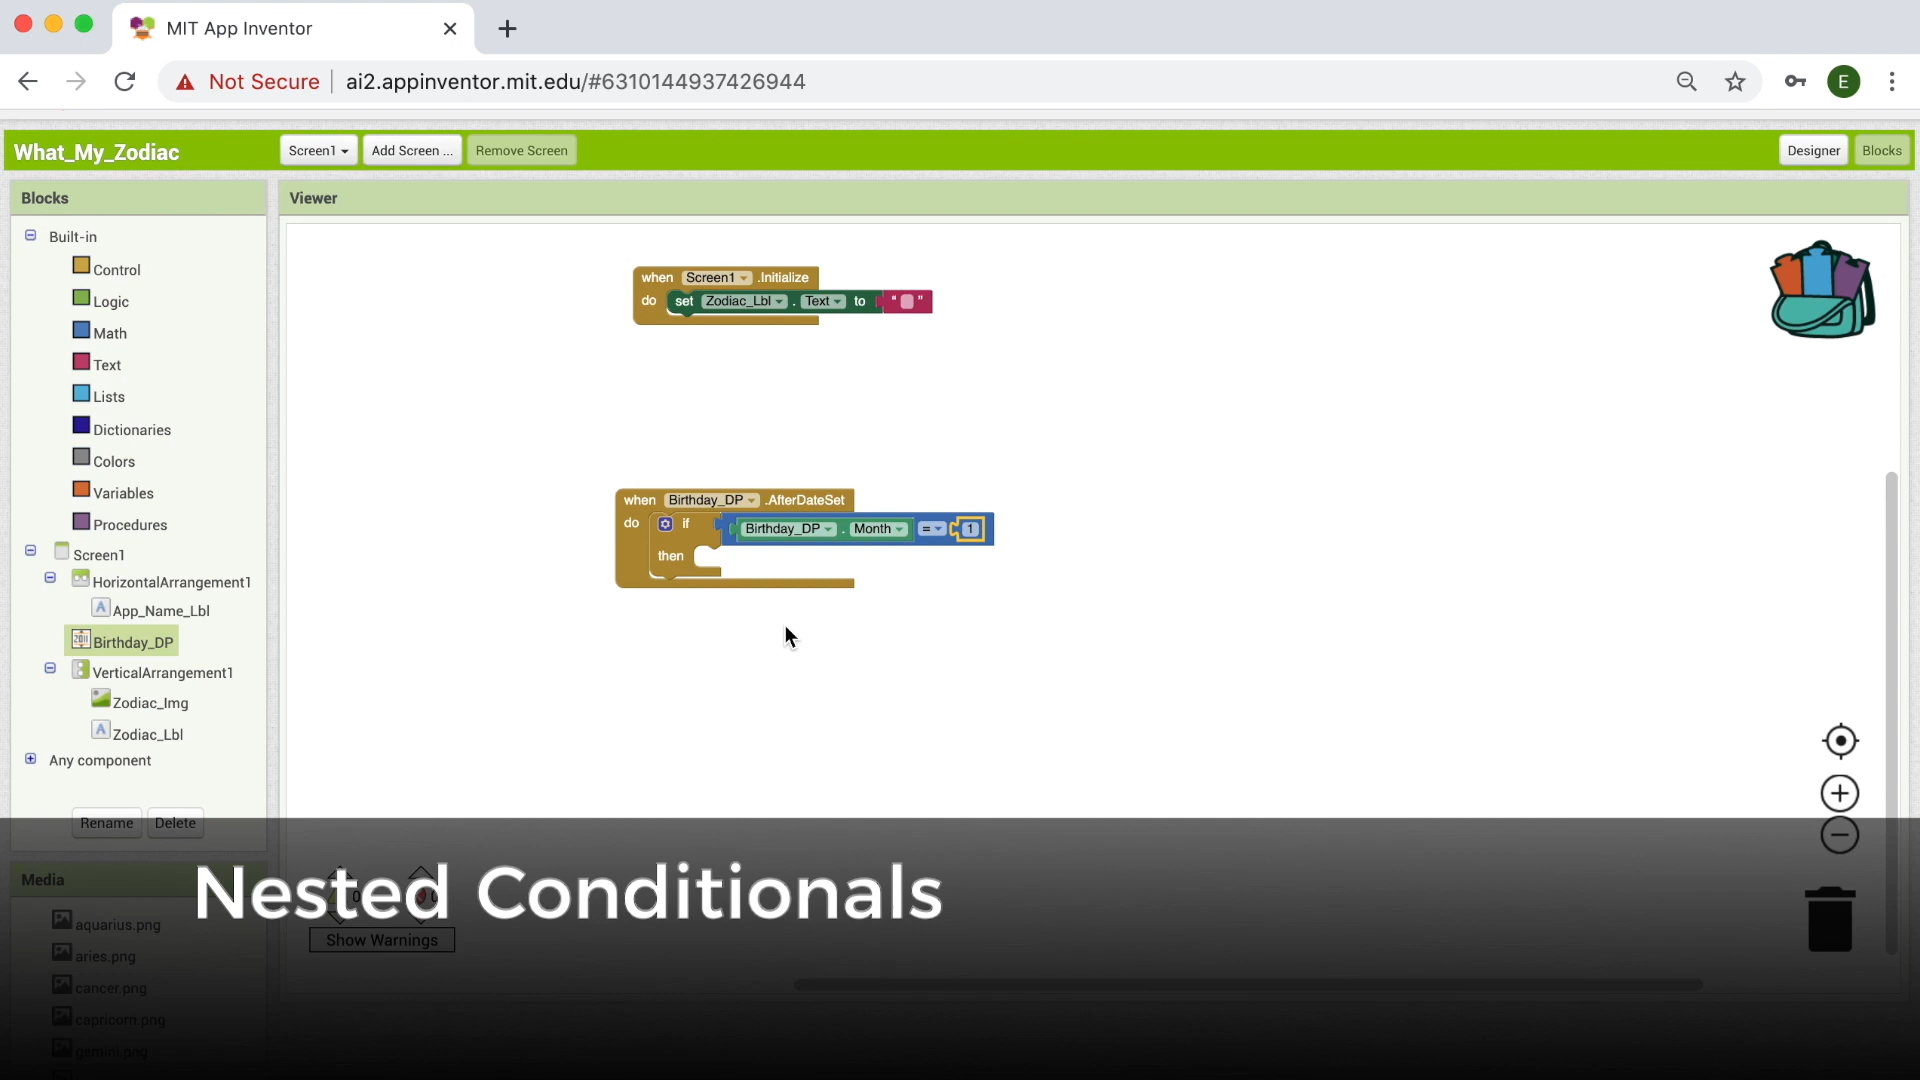 MIT App Inventor
Not Secure
ai2.appinventor.mit.edu/#6310144937426944
E
What_My_Zodiac
Screen1
Add Screen ...
Remove Screen
Designer
Blocks
Blocks
Viewer
Built-in
Control
Logic
Math
Text
Lists
Dictionaries
Colors
Variables
Procedures
Screen1
HorizontalArrangement1
App_Name_Lbl
Birthday_DP
VerticalArrangement1
Zodiac_Img
Zodiac_Lbl
Any component
Rename
Delete
when Screen1 .Initialize
do set Zodiac_Lbl . Text to " "
when Birthday_DP .AfterDateSet
do if Birthday_DP . Month = 1
then
Media
aquarius.png
aries.png
cancer.png
capricorn.png
gemini.png
Nested Conditionals
Show Warnings